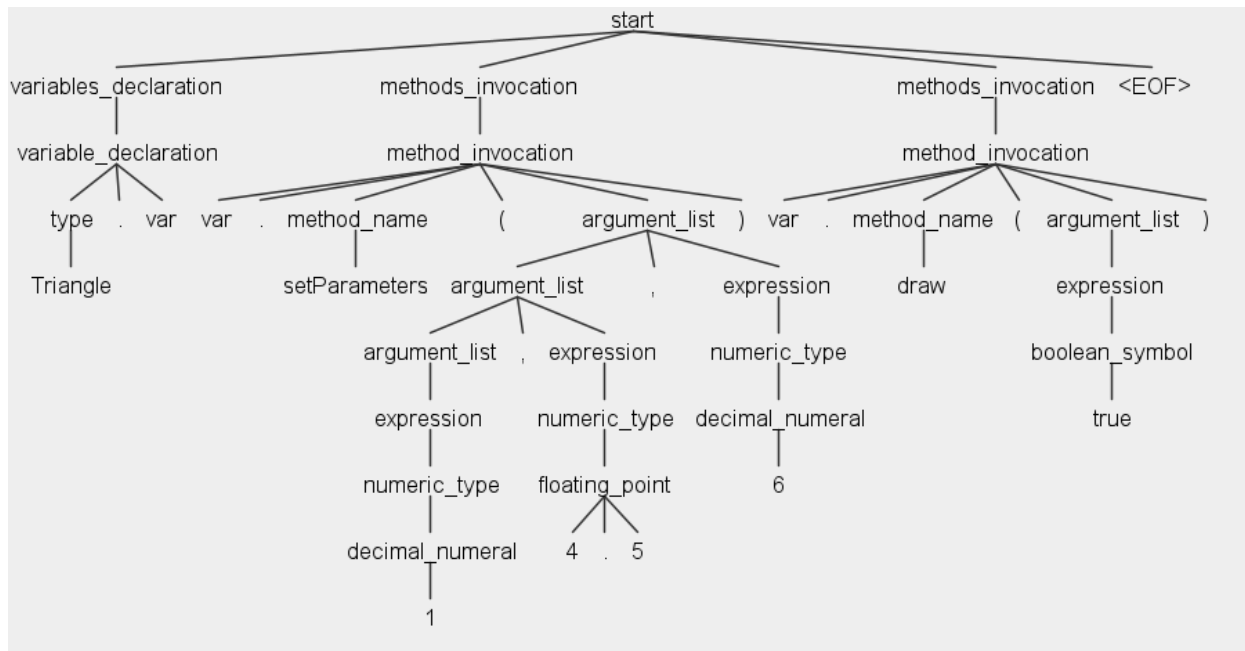 start
variables_declaration methods_invocation methods_invocation <EOF>
variable_declaration method_invocation method_invocation
type . var var . method_name ( argument_list ) var . method_name ( argument_list )
Triangle setParameters argument_list , expression draw expression
argument_list , expression numeric_type boolean_symbol
expression numeric_type decimal_numeral true
numeric_type floating_point 6
decimal_numeral 4 . 5
1